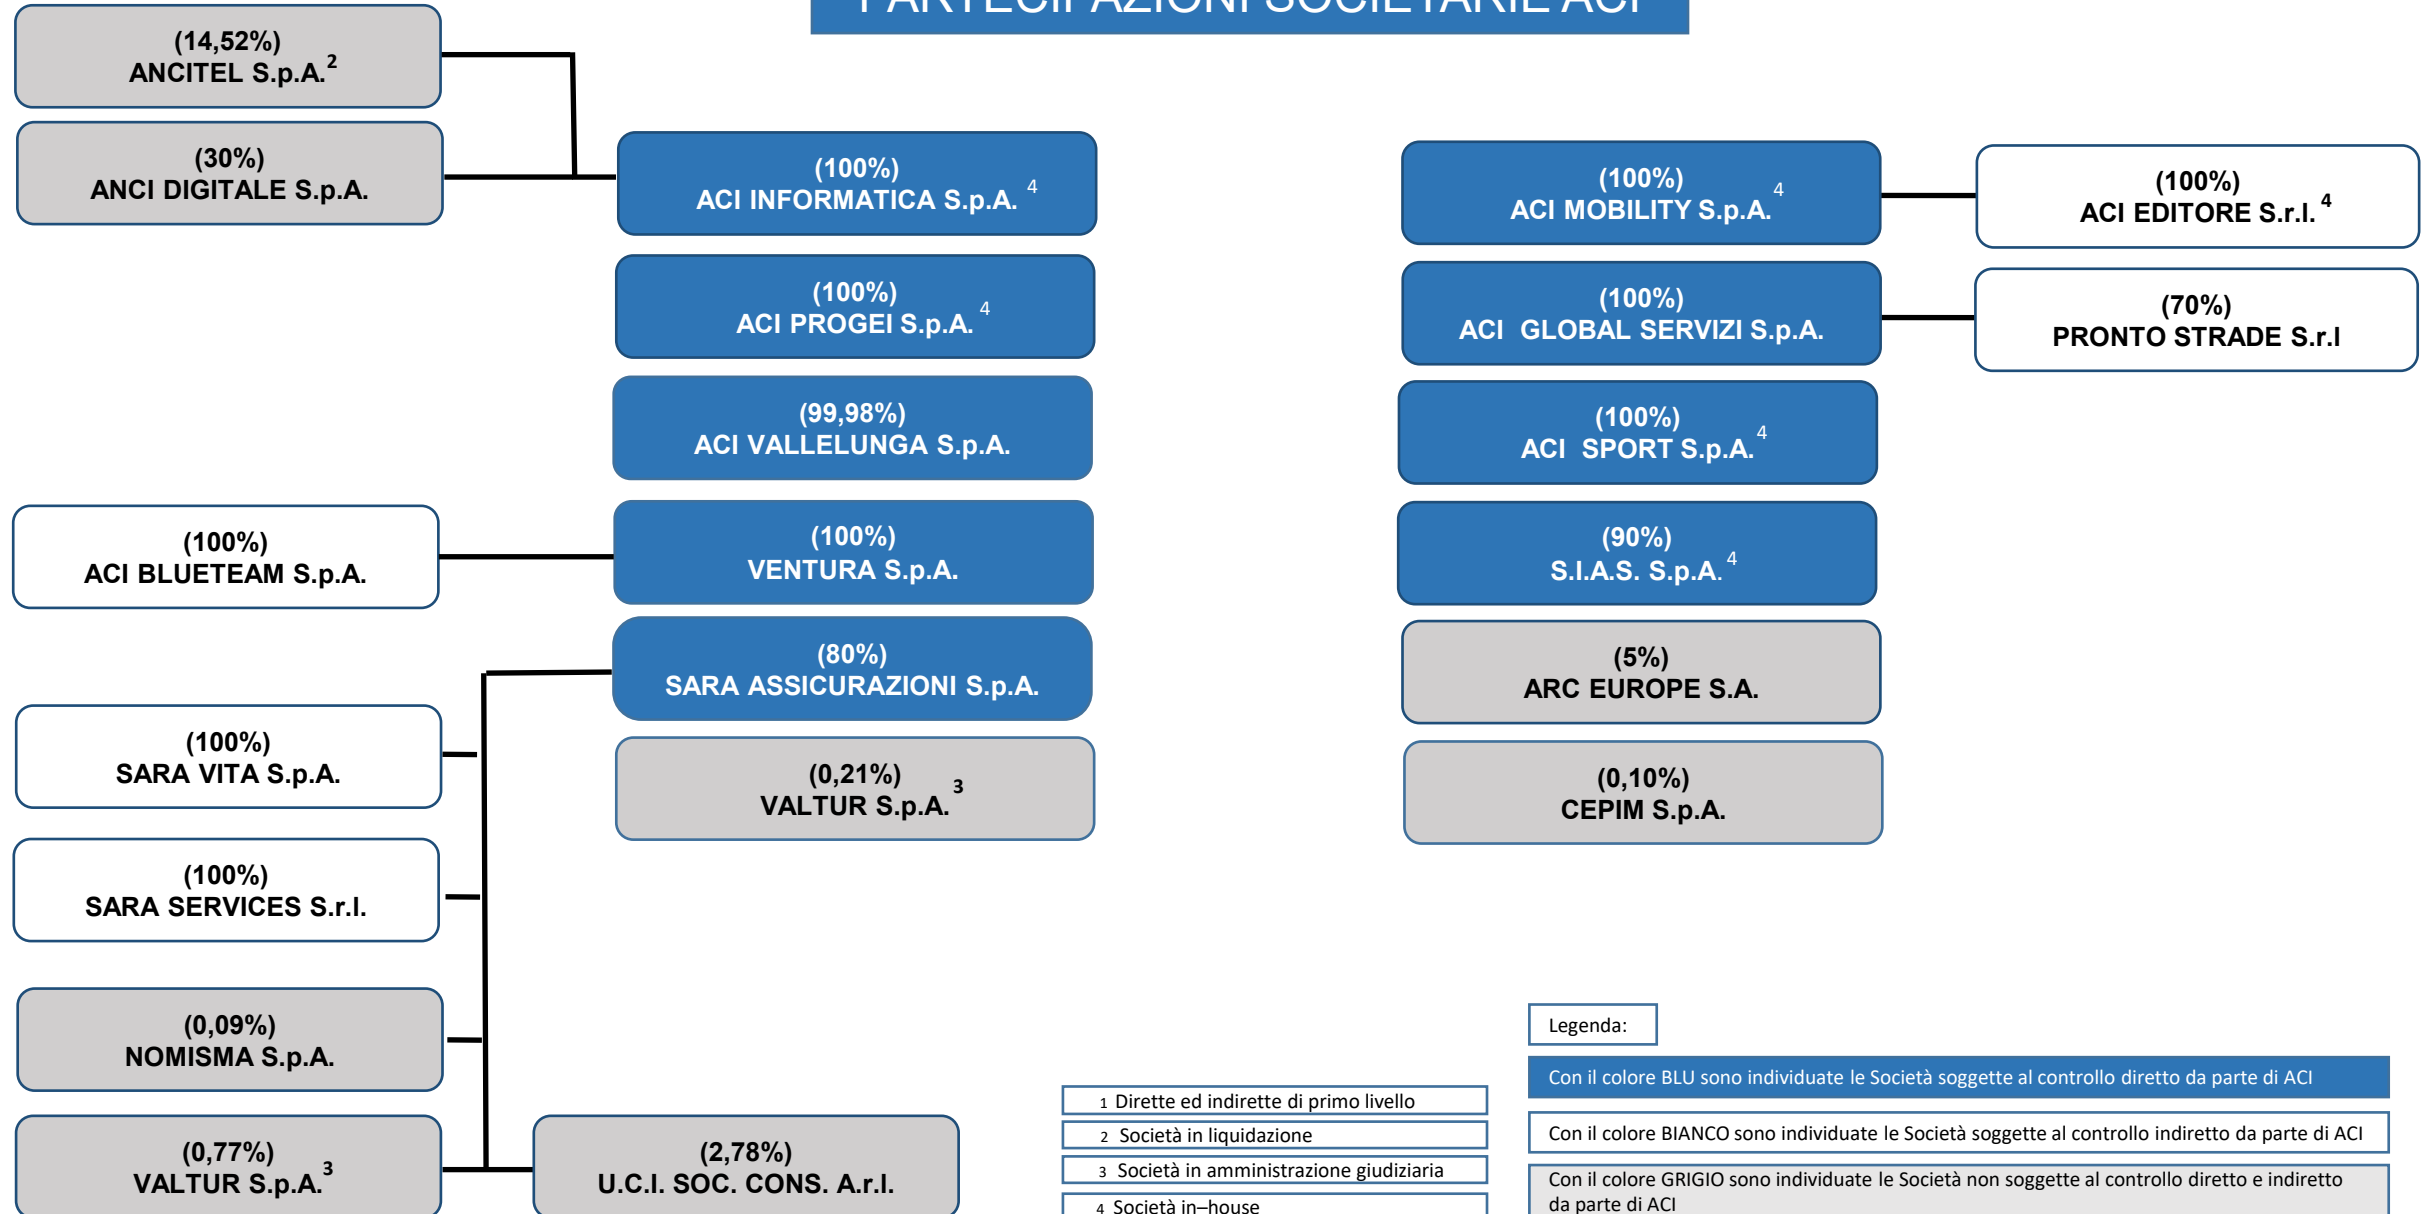 PARTECIPAZIONI SOCIETARIE ACI
(14,52%)
ANCITEL S.p.A.²
(30%)
ANCI DIGITALE S.p.A.
(100%)
ACI INFORMATICA S.p.A. ⁴
(100%)
ACI MOBILITY S.p.A.⁴
(100%)
ACI EDITORE S.r.l.⁴
(100%)
ACI PROGEI S.p.A. ⁴
(100%)
ACI GLOBAL SERVIZI S.p.A.
(70%)
PRONTO STRADE S.r.l
(99,98%)
ACI VALLELUNGA S.p.A.
(100%)
ACI SPORT S.p.A.⁴
(100%)
ACI BLUETEAM S.p.A.
(100%)
VENTURA S.p.A.
(90%)
S.I.A.S. S.p.A.⁴
(80%)
SARA ASSICURAZIONI S.p.A.
(5%)
ARC EUROPE S.A.
(100%)
SARA VITA S.p.A.
(0,21%)
VALTUR S.p.A.³
(0,10%)
CEPIM S.p.A.
(100%)
SARA SERVICES S.r.l.
(0,09%)
NOMISMA S.p.A.
(0,77%)
VALTUR S.p.A.³
(2,78%)
U.C.I. SOC. CONS. A.r.l.
1 Dirette ed indirette di primo livello
2 Società in liquidazione
3 Società in amministrazione giudiziaria
4 Società in–house
Legenda:
Con il colore BLU sono individuate le Società soggette al controllo diretto da parte di ACI
Con il colore BIANCO sono individuate le Società soggette al controllo indiretto da parte di ACI
Con il colore GRIGIO sono individuate le Società non soggette al controllo diretto e indiretto
da parte di ACI